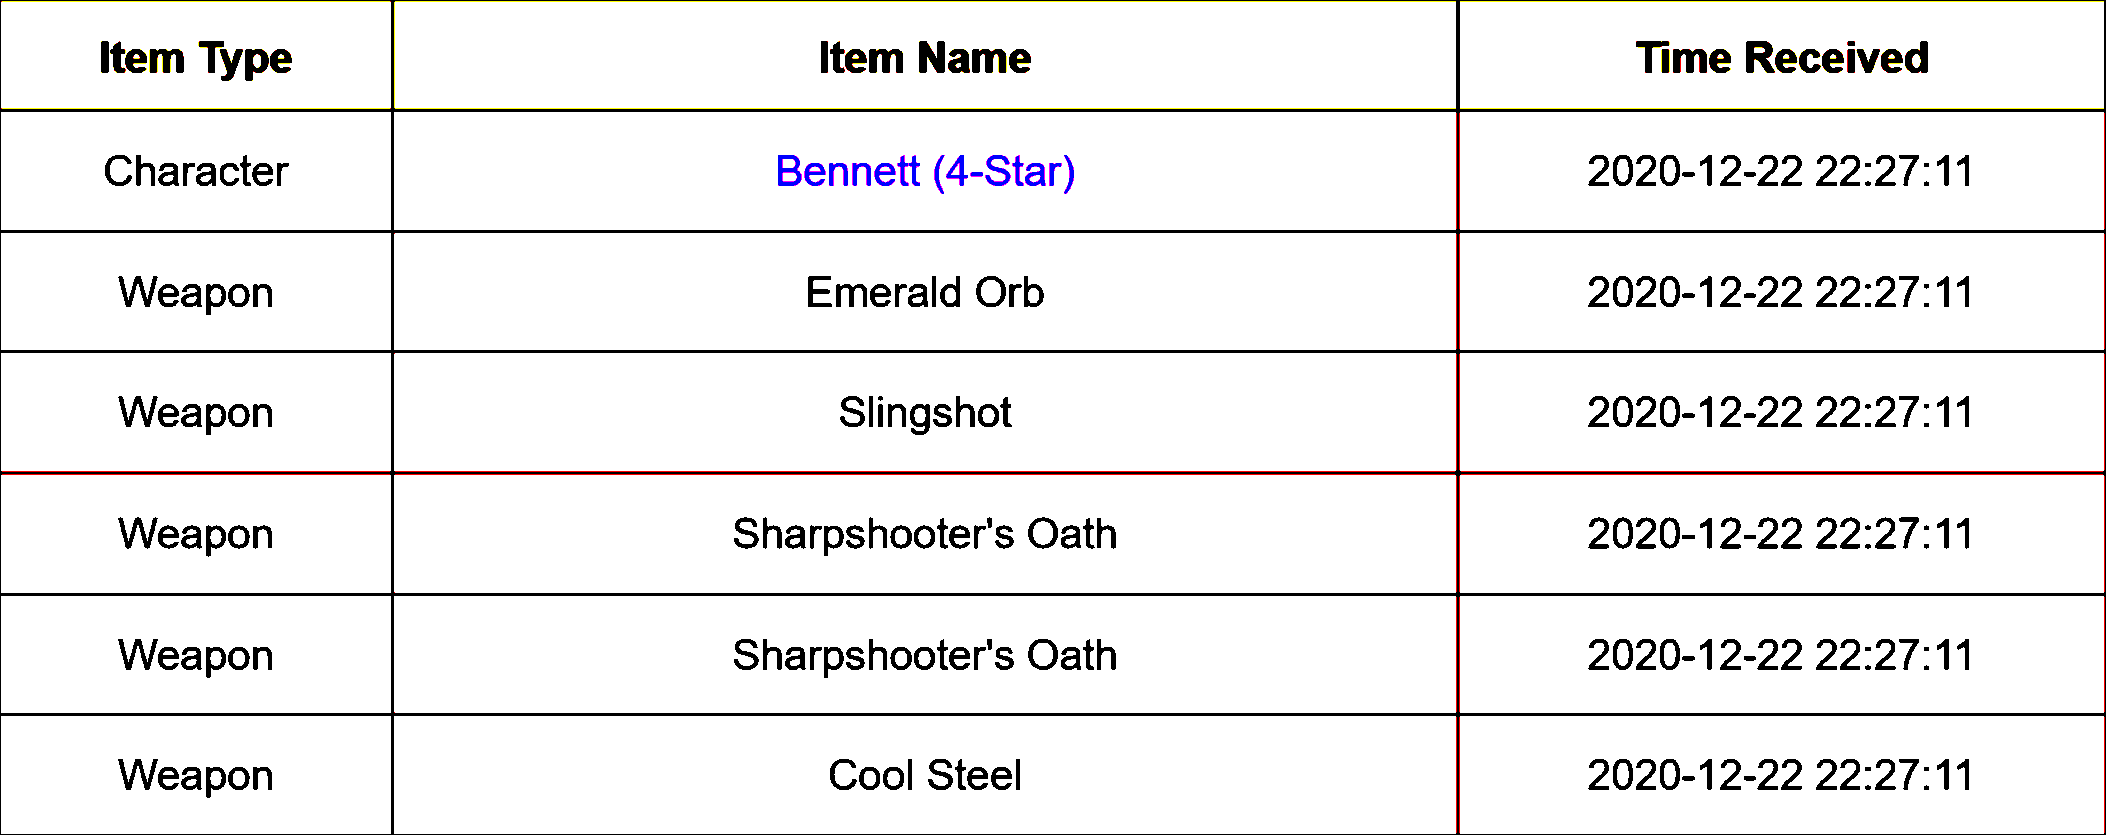 Item Type Item Name Time Received
Character Bennett (4-Star) 2020-12-22 22:27:11
Weapon Emerald Orb 2020-12-22 22:27:11
Weapon Slingshot 2020-12-22 22:27:11
Weapon Sharpshooter's Oath 2020-12-22 22:27:11
Weapon Sharpshooter's Oath 2020-12-22 22:27:11
Weapon Cool Steel 2020-12-22 22:27:11